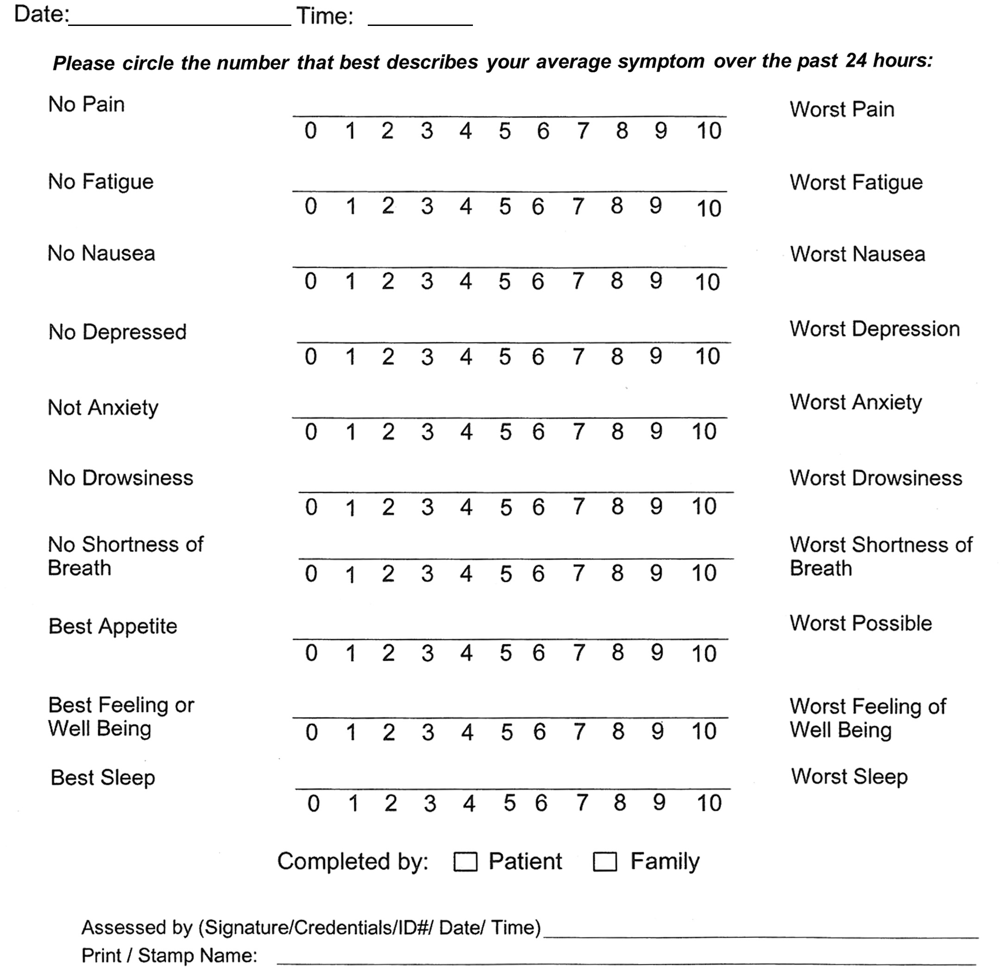 Date: Time:
Please circle the number that best describes your average symptom over the past 24 hours:
No Pain Worst Pain
0 1 2 3 4 5 6 7 8 9 10
No Fatigue Worst Fatigue
0 1 2 3 4 5 6 7 8 9 10
No Nausea Worst Nausea
0 1 2 3 4 5 6 7 8 9 10
No Depressed Worst Depression
0 1 2 3 4 5 6 7 8 9 10
Not Anxiety Worst Anxiety
0 1 2 3 4 5 6 7 8 9 10
No Drowsiness Worst Drowsiness
0 1 2 3 4 5 6 7 8 9 10
No Shortness of Worst Shortness of
Breath 0 1 2 3 4 5 6 7 8 9 10 Breath
Best Appetite Worst Possible
0 1 2 3 4 5 6 7 8 9 10
Best Feeling or Worst Feeling of
Well Being 0 1 2 3 4 5 6 7 8 9 10 Well Being
Best Sleep Worst Sleep
0 1 2 3 4 5 6 7 8 9 10
Completed by: Patient Family
Assessed by (Signature/Credentials/ID#/ Date/ Time)
Print / Stamp Name: